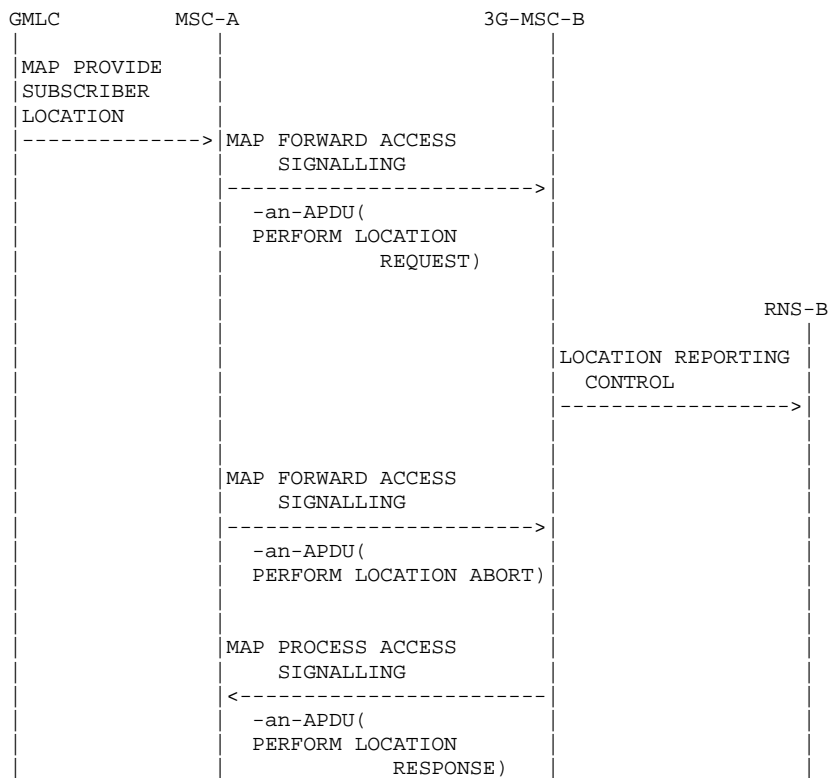 GMLC MSC-A 3G-MSC-B
MAP PROVIDE
SUBSCRIBER
LOCATION
MAP FORWARD ACCESS
SIGNALLING
-an-APDU(
PERFORM LOCATION
REQUEST)
RNS-B
LOCATION REPORTING
CONTROL
MAP FORWARD ACCESS
SIGNALLING
-an-APDU(
PERFORM LOCATION ABORT)
MAP PROCESS ACCESS
SIGNALLING
-an-APDU(
PERFORM LOCATION
RESPONSE)